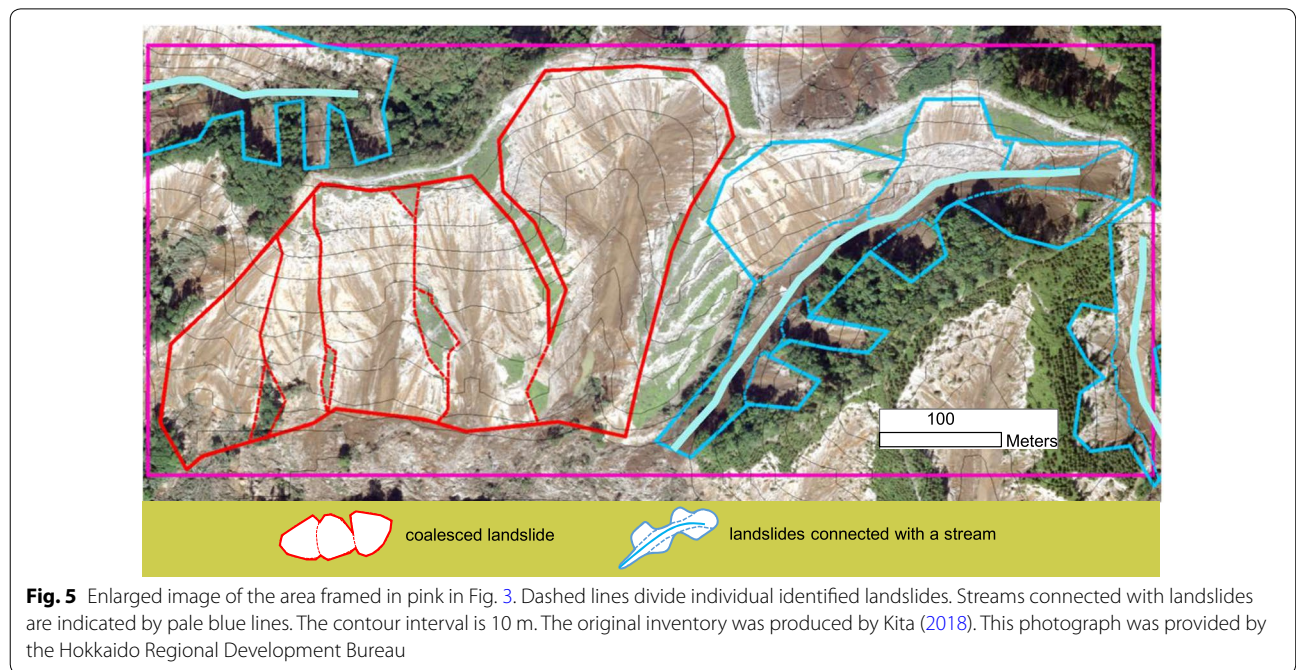 100
Meters
coalesced landslide
landslides connected with a stream
Fig. 5 Enlarged image of the area framed in pink in Fig. 3. Dashed lines divide individual identified landslides. Streams connected with landslides
are indicated by pale blue lines. The contour interval is 10 m. The original inventory was produced by Kita (2018). This photograph was provided by
the Hokkaido Regional Development Bureau